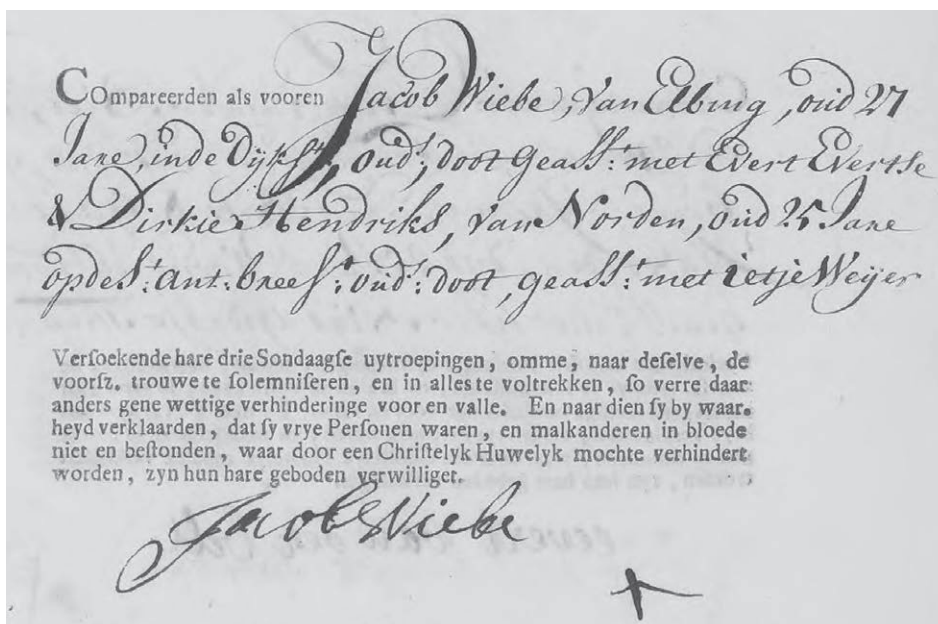 COmpareerden als vooren Jacob Wiebe, van Elbing, oud 27
Jare, inde Dijkst:, oud:s doot geass:t met Evert Evertse
& Dirkie Hendriks, van Norden, oud 25 Jare
opde S:t Ant: breest:t oud:s doot, geass:t met ietje Weyer
Verſoekende hare drie Sondaagſe uytroepingen, omme, naar deſelve, de
voorſz. trouwe te ſolemniſeren, en in alles te voltrekken, ſo verre daar
anders gene wettige verhinderinge voor en valle. En naar dien ſy by waar-
heyd verklaarden, dat ſy vrye Perſonen waren, en malkanderen in bloede
niet en beſtonden, waar door een Chriſtelyk Huwelyk mochte verhindert
worden, zyn hun hare geboden verwilliget.
Jacob Wiebe